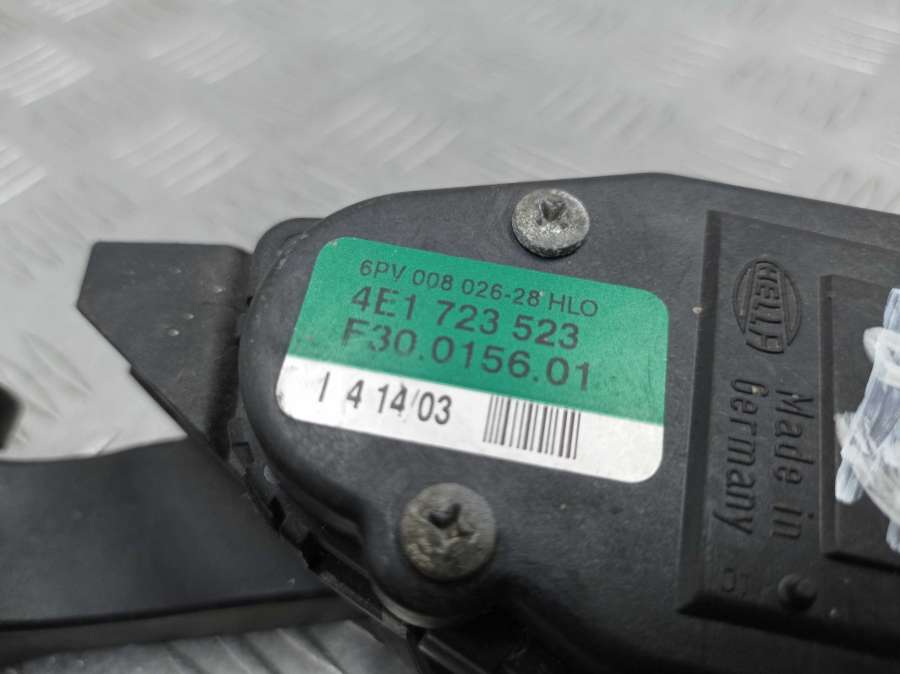 6PV 008 026-28 HLO
4E1 723 523
F30.0156.01
I 4 14/03
HELLA
Made in
Germany